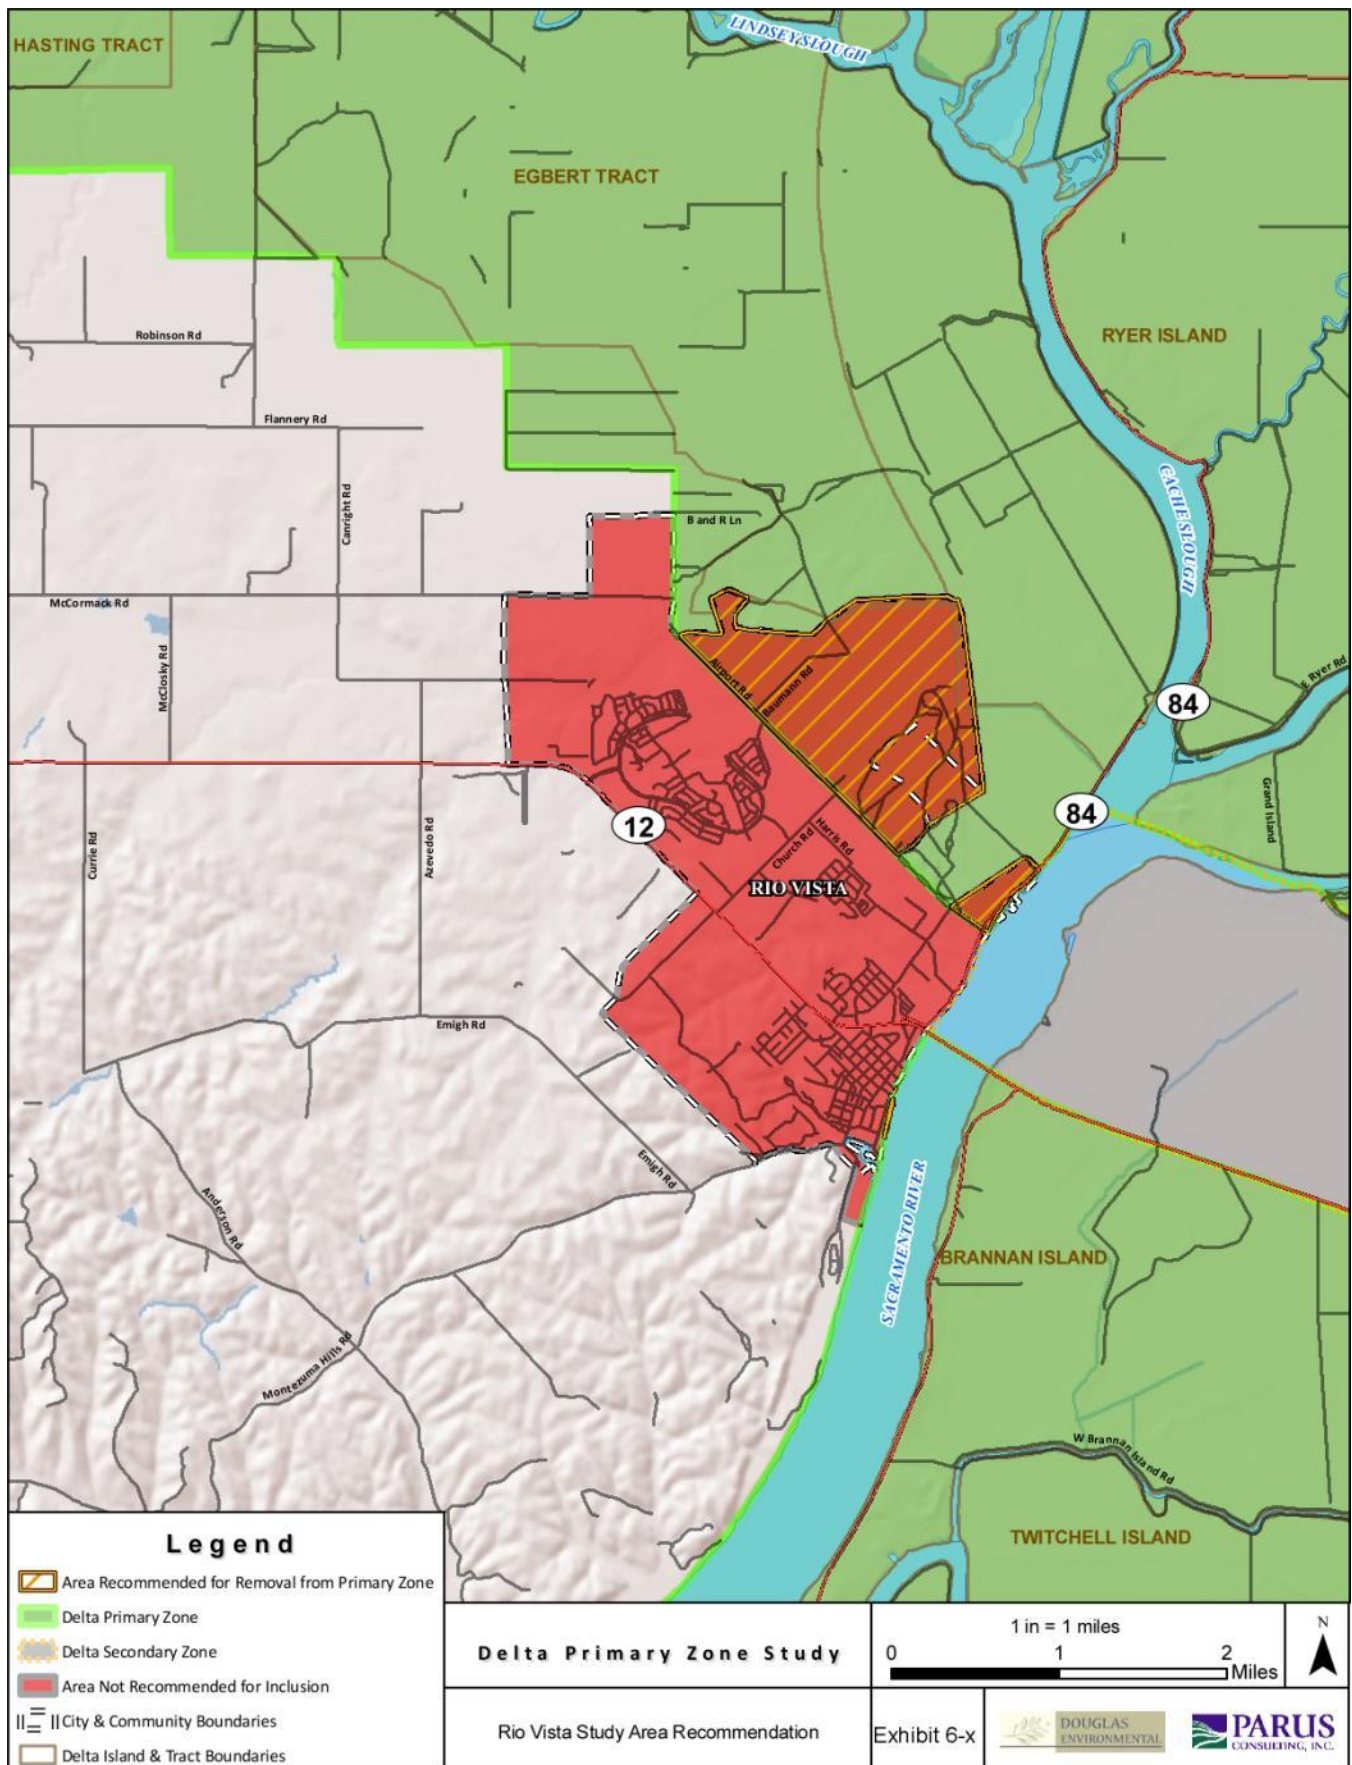 LINDSEY SLOUGH
HASTING TRACT
EGBERT TRACT
RYER ISLAND
Robinson Rd
Flannery Rd
Canright Rd
CACHE SLOUGH
B and R Ln
McCormack Rd
McClosky Rd
Airport Rd
Baumann Rd
E Ryer Rd
84
84
Grand Island
12
Currie Rd
Azevedo Rd
Harris Rd
Church Rd
RIO VISTA
Emigh Rd
Emigh Rd
Anderson Rd
SACRAMENTO RIVER
BRANNAN ISLAND
Montezuma Hills Rd
W Brannan Island Rd
TWITCHELL ISLAND
Legend
Area Recommended for Removal from Primary Zone
Delta Primary Zone
Delta Secondary Zone
Area Not Recommended for Inclusion
City & Community Boundaries
Delta Island & Tract Boundaries
Delta Primary Zone Study
Rio Vista Study Area Recommendation
1 in = 1 miles
0 1 2 Miles
N
Exhibit 6-x
DOUGLAS
ENVIRONMENTAL
PARUS
CONSULTING, INC.